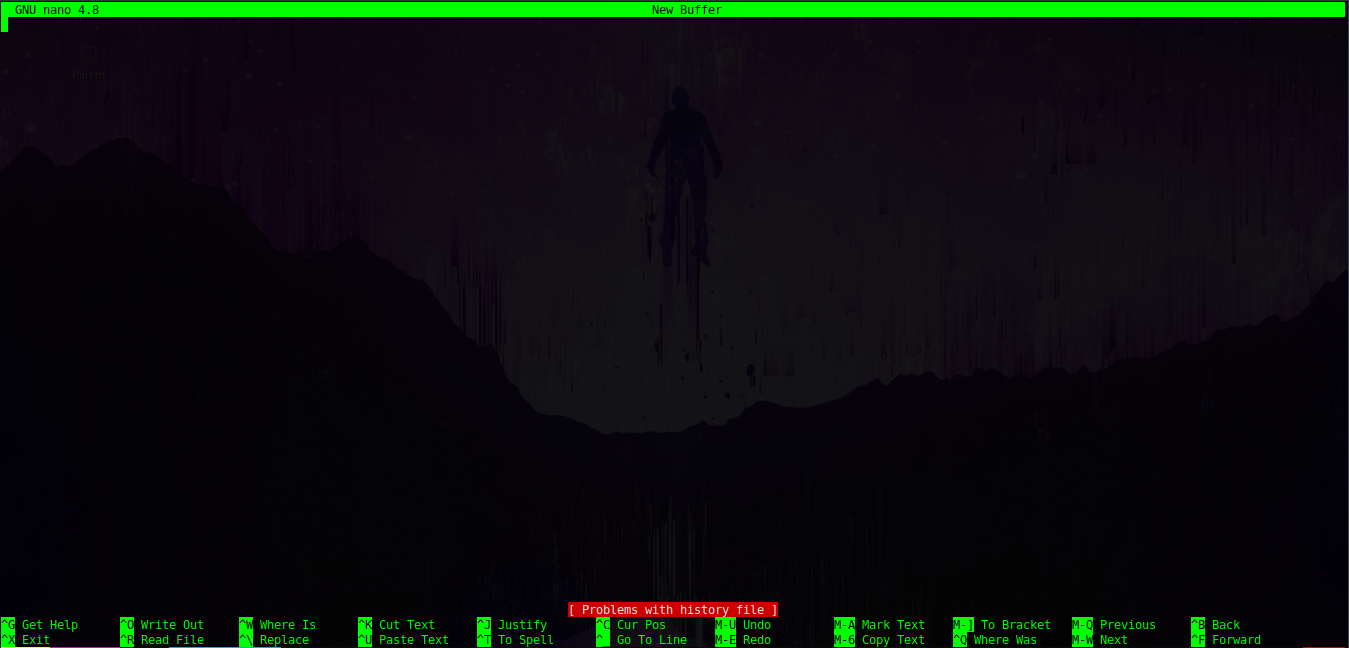 GNU nano 4.8 New Buffer
Parrot
[ Problems with history file ]
^G Get Help ^O Write Out ^W Where Is ^K Cut Text ^J Justify ^C Cur Pos M-U Undo M-A Mark Text M-] To Bracket M-Q Previous ^B Back
^X Exit ^R Read File ^\ Replace ^U Paste Text ^T To Spell ^_ Go To Line M-E Redo M-6 Copy Text ^Q Where Was M-W Next ^F Forward